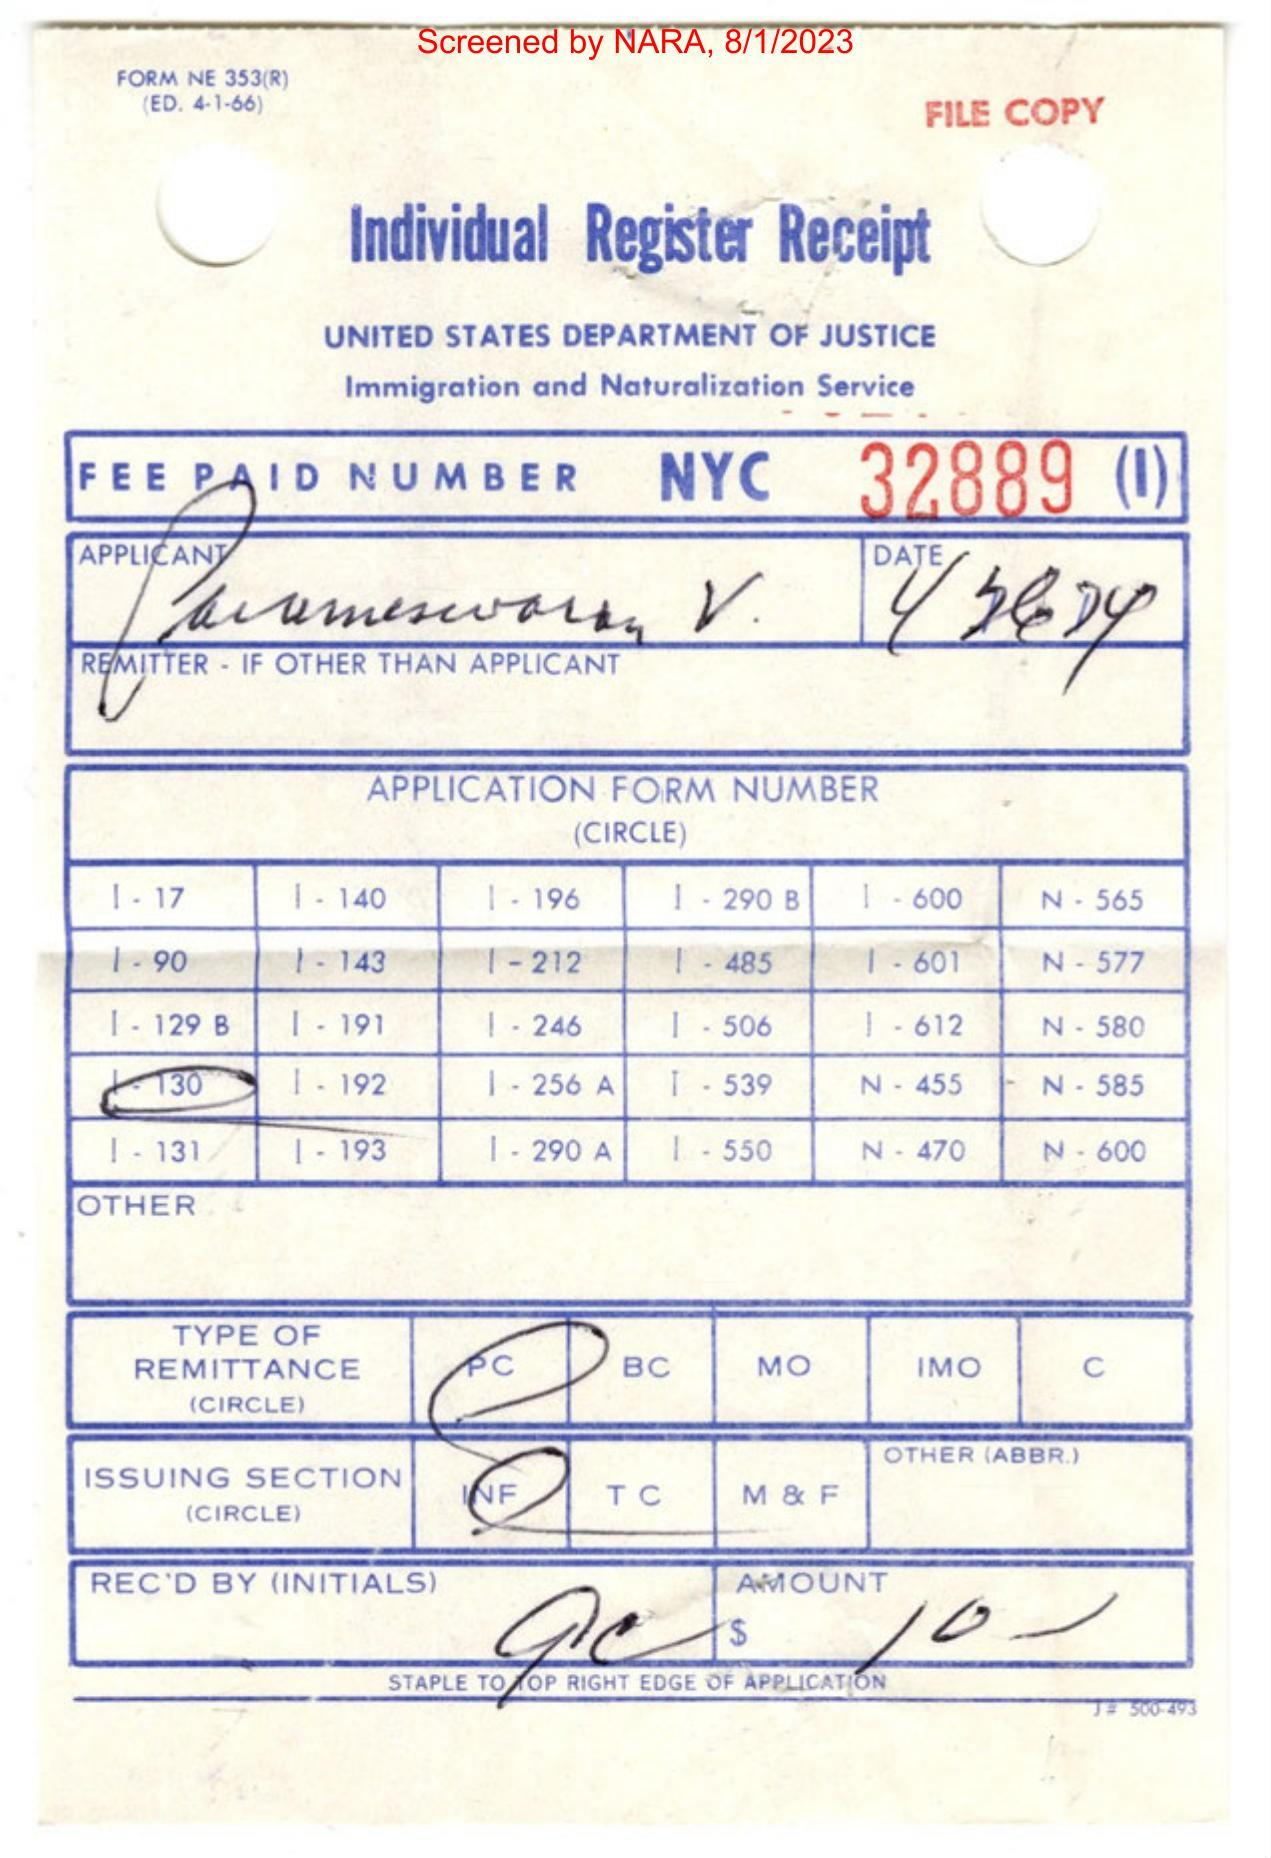 Screened by NARA, 8/1/2023
FORM NE 353(R)
(ED. 4-1-66)
FILE COPY
Individual Register Receipt
UNITED STATES DEPARTMENT OF JUSTICE
Immigration and Naturalization Service
FEE PAID NUMBER NYC 32889 (I)
APPLICANT DATE
Parameswaran V. 4
REMITTER - IF OTHER THAN APPLICANT
APPLICATION FORM NUMBER
(CIRCLE)
I - 17 I - 140 I - 196 I - 290 B I - 600 N - 565
I - 90 I - 143 I - 212 I - 485 I - 601 N - 577
I - 129 B I - 191 I - 246 I - 506 I - 612 N - 580
I - 130 I - 192 I - 256 A I - 539 N - 455 N - 585
I - 131 I - 193 I - 290 A I - 550 N - 470 N - 600
OTHER
TYPE OF
REMITTANCE PC BC MO IMO C
(CIRCLE)
OTHER (ABBR.)
ISSUING SECTION INF T C M & F
(CIRCLE)
REC'D BY (INITIALS) AMOUNT
$ 10 -
STAPLE TO TOP RIGHT EDGE OF APPLICATION
J# 500-493